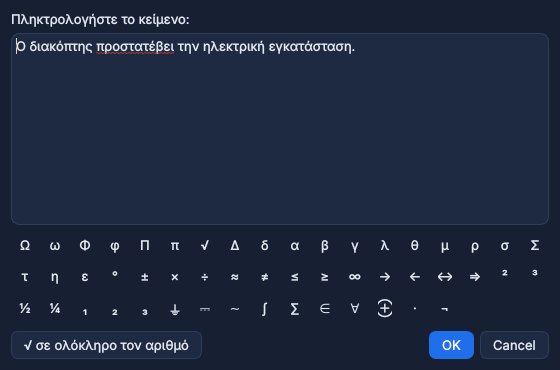 Πληκτρολογήστε το κείμενο:
Ο διακόπτης προστατέβει την ηλεκτρική εγκατάσταση.
Ω ω Φ φ Π π √ Δ δ α β γ λ θ μ ρ σ Σ
τ η ε ° ± × ÷ ≈ ≠ ≤ ≥ ∞ → ← ↔ ⇒ ² ³
½ ¼ ₁ ₂ ₃ ⏚ ⎓ ∼ ∫ ∑ ∈ ∀ · ¬
√ σε ολόκληρο τον αριθμό
OK Cancel